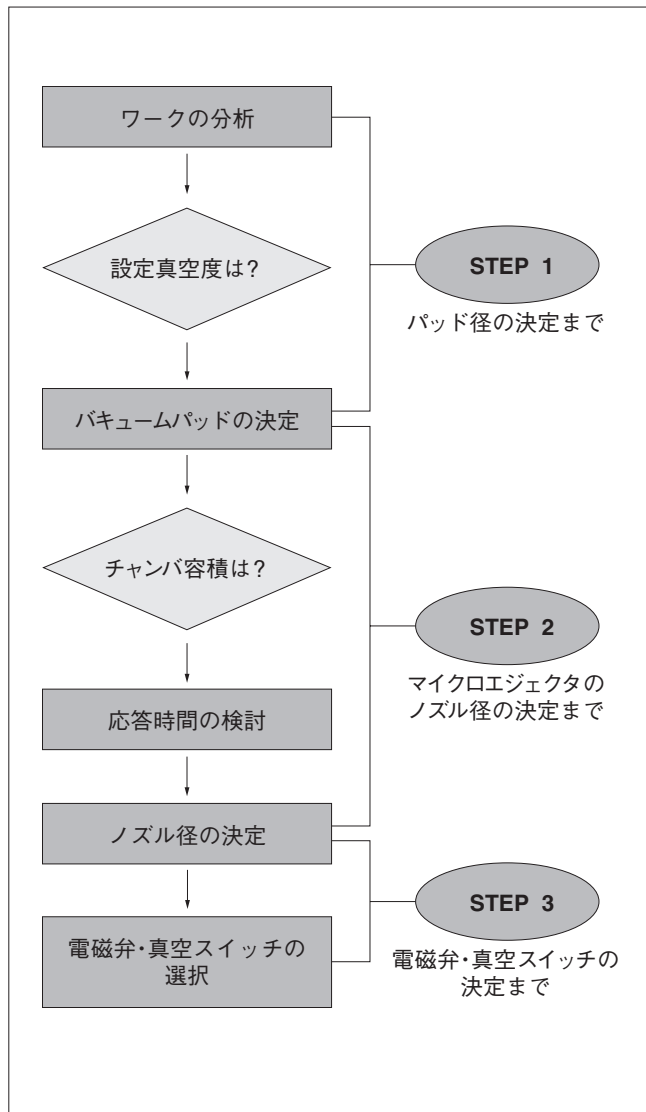 ワークの分析
設定真空度は？
STEP 1
パッド径の決定まで
バキュームパッドの決定
チャンバ容積は？
STEP 2
マイクロエジェクタの
ノズル径の決定まで
応答時間の検討
ノズル径の決定
STEP 3
電磁弁・真空スイッチの
決定まで
電磁弁・真空スイッチの
選択